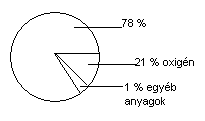 78 %
21 % oxigén
1 % egyéb
anyagok